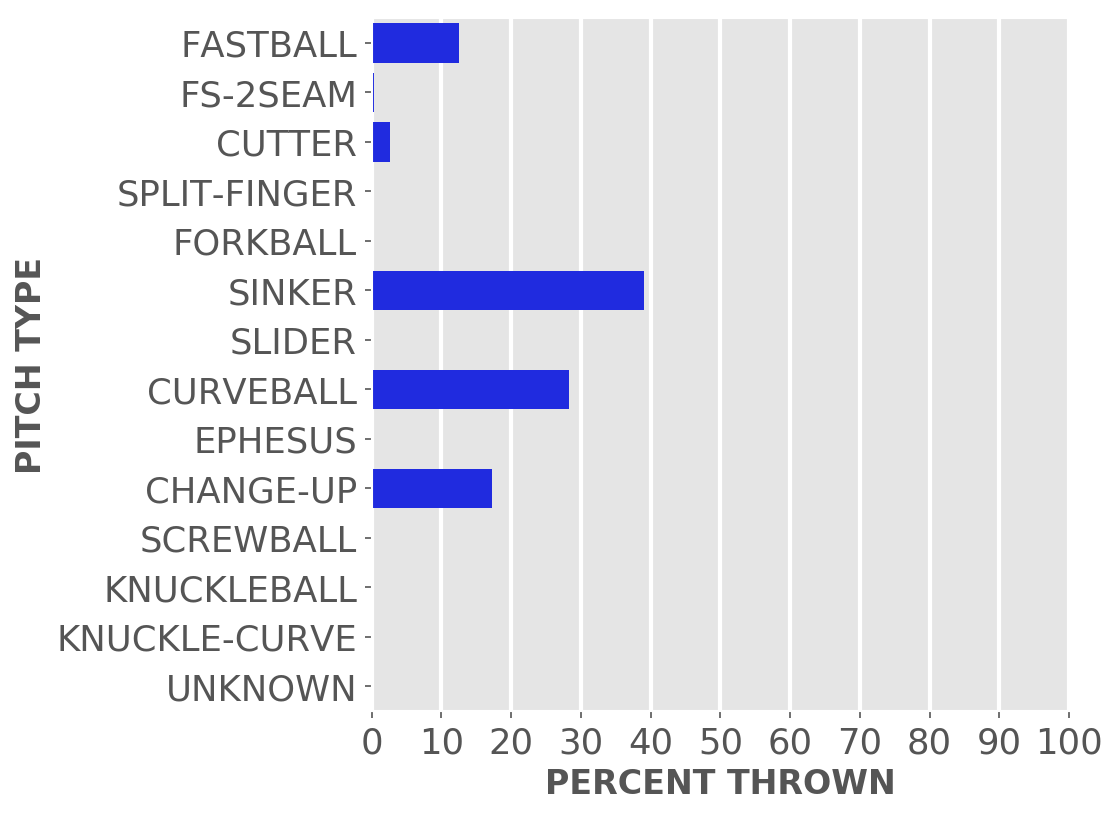 FASTBALL
FS-2SEAM
CUTTER
SPLIT-FINGER
FORKBALL
SINKER
SLIDER
CURVEBALL
EPHESUS
CHANGE-UP
SCREWBALL
KNUCKLEBALL
KNUCKLE-CURVE
UNKNOWN
PITCH TYPE
0 10 20 30 40 50 60 70 80 90 100
PERCENT THROWN